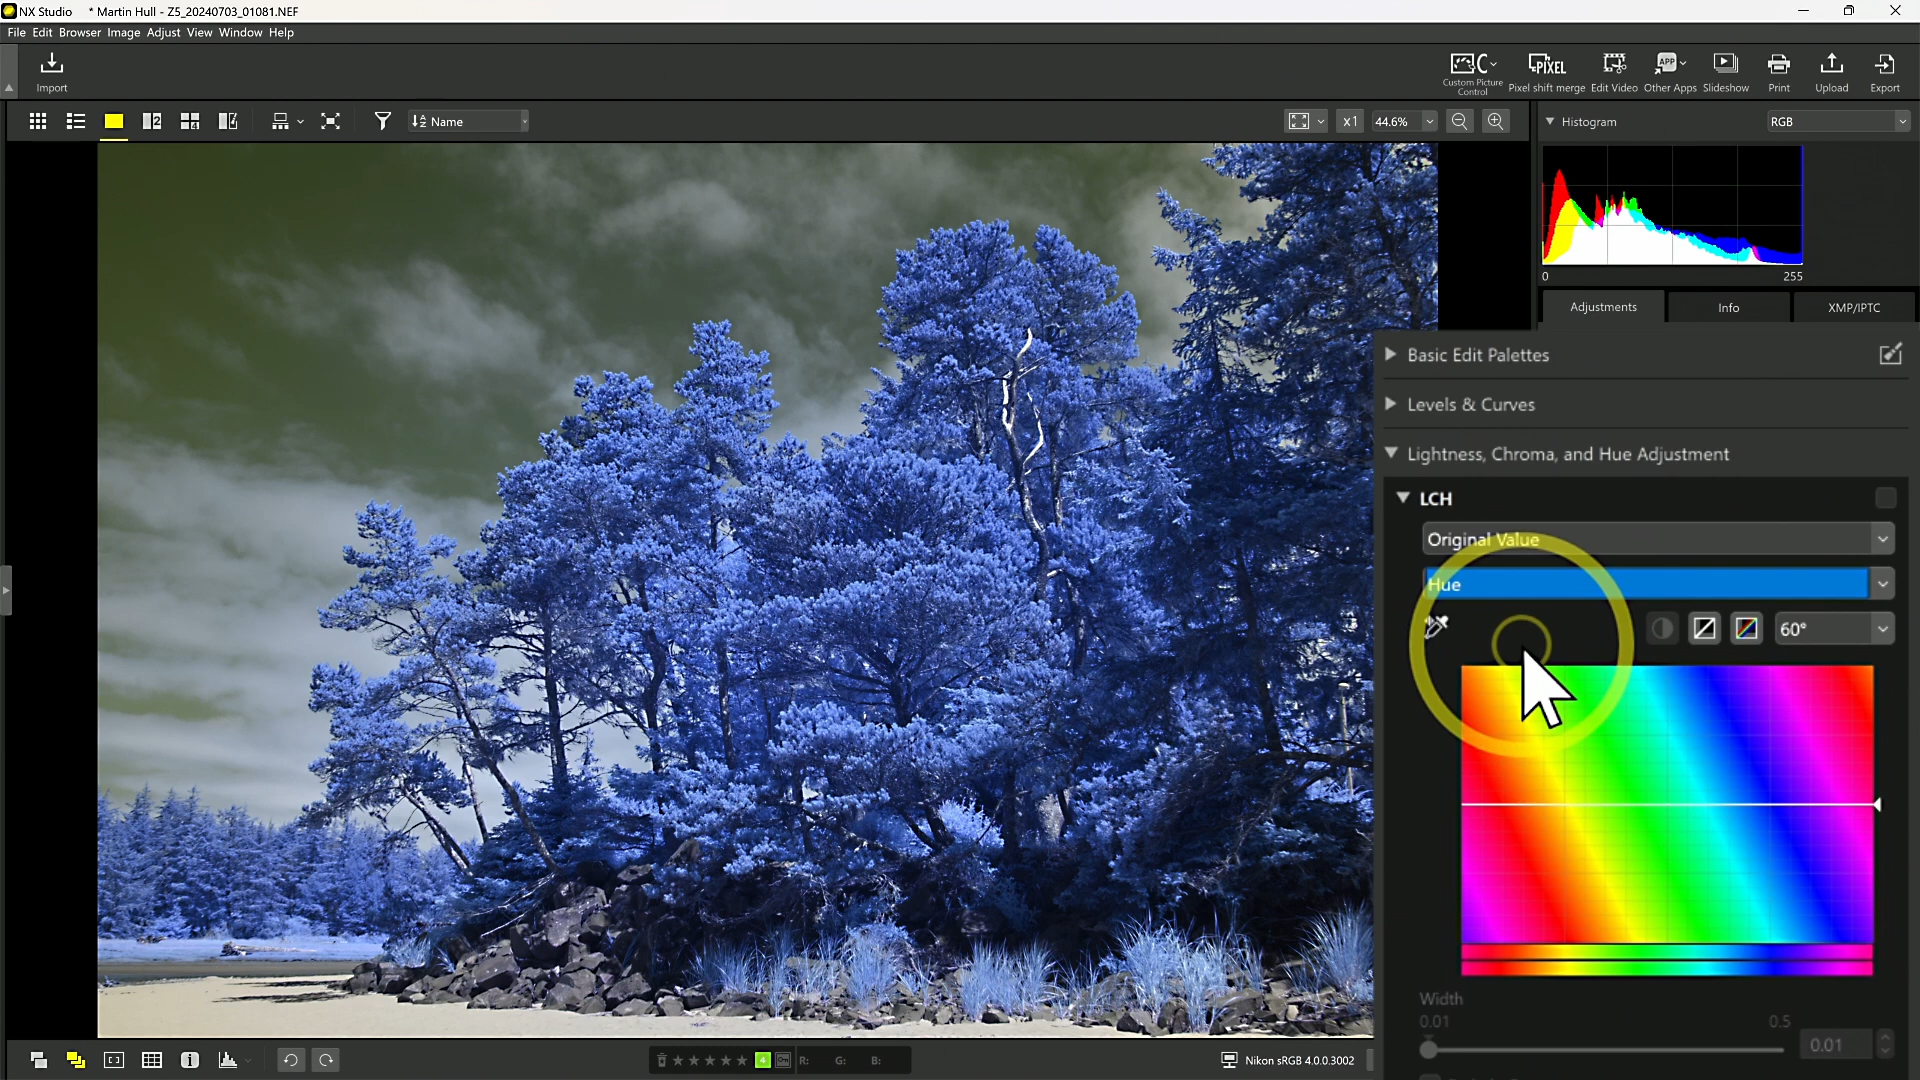 NX Studio * Martin Hull - Z5_20240703_01081.NEF
File Edit Browser Image Adjust View Window Help
Import
Custom Picture Control
Pixel shift merge
Edit Video
Other Apps
Slideshow
Print
Upload
Export
Name
x1
44.6%
Histogram
RGB
0
255
Adjustments
Info
XMP/IPTC
Basic Edit Palettes
Levels & Curves
Lightness, Chroma, and Hue Adjustment
LCH
Original Value
Hue
60°
Width
0.01
0.5
0.01
4
R:
G:
B:
Nikon sRGB 4.0.0.3002